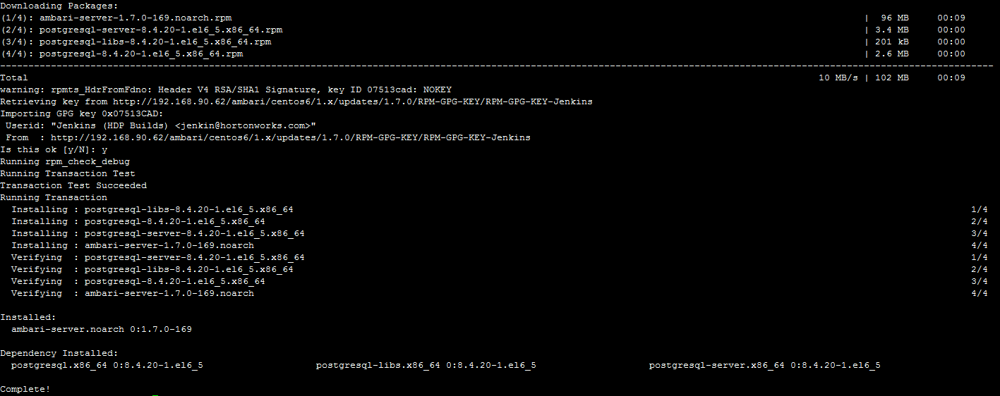 Downloading Packages:
(1/4): ambari-server-1.7.0-169.noarch.rpm | 96 MB 00:09
(2/4): postgresql-server-8.4.20-1.el6_5.x86_64.rpm | 3.4 MB 00:00
(3/4): postgresql-libs-8.4.20-1.el6_5.x86_64.rpm | 201 kB 00:00
(4/4): postgresql-8.4.20-1.el6_5.x86_64.rpm | 2.6 MB 00:00
--------------------------------------------------------------------------------
Total 10 MB/s | 102 MB 00:09
warning: rpmts_HdrFromFdno: Header V4 RSA/SHA1 Signature, key ID 07513cad: NOKEY
Retrieving key from http://192.168.90.62/ambari/centos6/1.x/updates/1.7.0/RPM-GPG-KEY/RPM-GPG-KEY-Jenkins
Importing GPG key 0x07513CAD:
 Userid: "Jenkins (HDP Builds) <jenkin@hortonworks.com>"
 From  : http://192.168.90.62/ambari/centos6/1.x/updates/1.7.0/RPM-GPG-KEY/RPM-GPG-KEY-Jenkins
Is this ok [y/N]: y
Running rpm_check_debug
Running Transaction Test
Transaction Test Succeeded
Running Transaction
  Installing : postgresql-libs-8.4.20-1.el6_5.x86_64 1/4
  Installing : postgresql-8.4.20-1.el6_5.x86_64 2/4
  Installing : postgresql-server-8.4.20-1.el6_5.x86_64 3/4
  Installing : ambari-server-1.7.0-169.noarch 4/4
  Verifying  : postgresql-server-8.4.20-1.el6_5.x86_64 1/4
  Verifying  : postgresql-libs-8.4.20-1.el6_5.x86_64 2/4
  Verifying  : postgresql-8.4.20-1.el6_5.x86_64 3/4
  Verifying  : ambari-server-1.7.0-169.noarch 4/4

Installed:
  ambari-server.noarch 0:1.7.0-169

Dependency Installed:
  postgresql.x86_64 0:8.4.20-1.el6_5 postgresql-libs.x86_64 0:8.4.20-1.el6_5 postgresql-server.x86_64 0:8.4.20-1.el6_5

Complete!